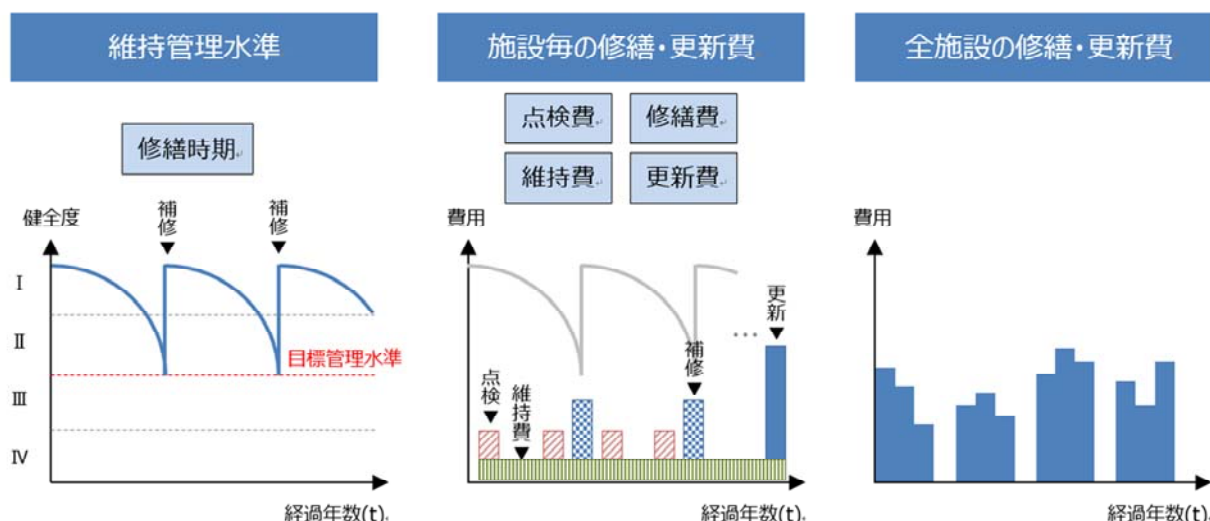 維持管理水準
修繕時期
補修
補修
健全度
Ⅰ
Ⅱ
目標管理水準
Ⅲ
Ⅳ
経過年数(t)
施設毎の修繕・更新費
点検費
修繕費
維持費
更新費
費用
更新
…
補修
点検
維持費
経過年数(t)
全施設の修繕・更新費
費用
経過年数(t)